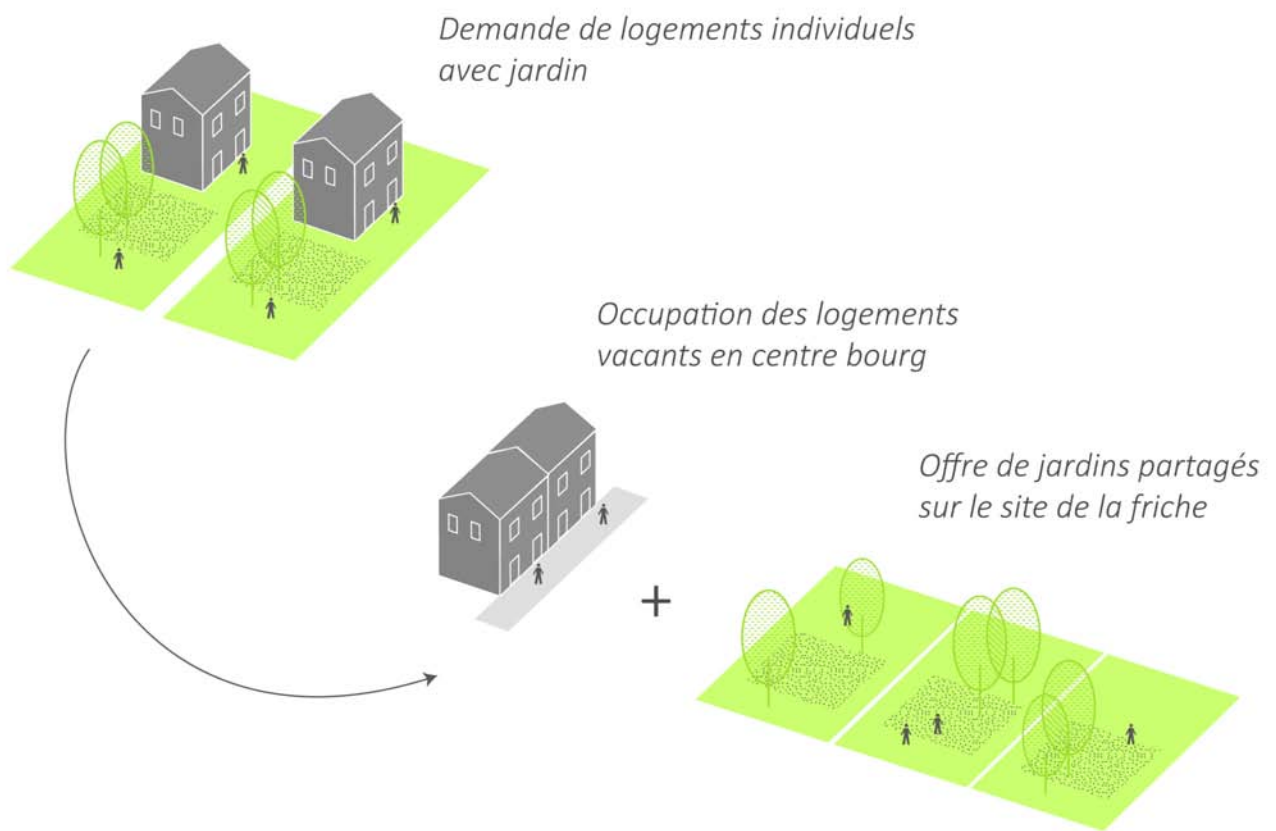 Demande de logements individuels
avec jardin
Occupation des logements
vacants en centre bourg
Offre de jardins partagés
sur le site de la friche
+